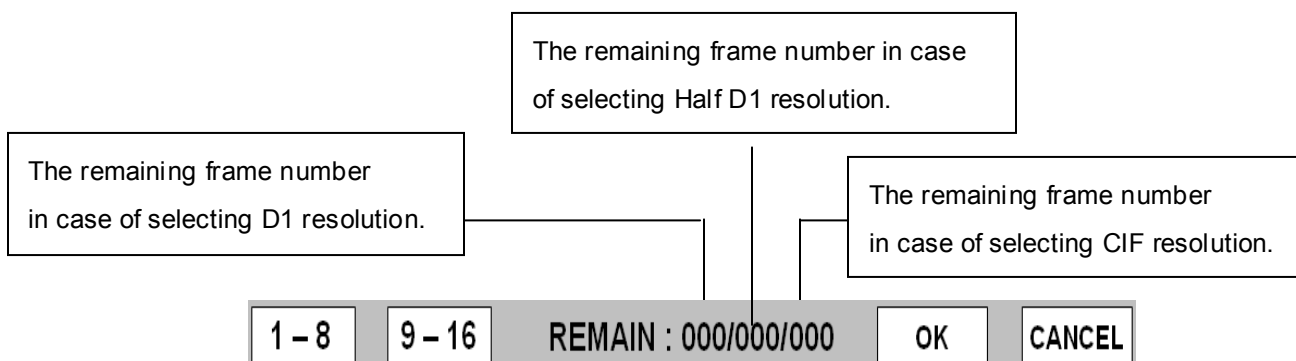 The remaining frame number in case
of selecting Half D1 resolution.
The remaining frame number
in case of selecting D1 resolution.
The remaining frame number
in case of selecting CIF resolution.
1 – 8 9 – 16 REMAIN : 000/000/000 OK CANCEL